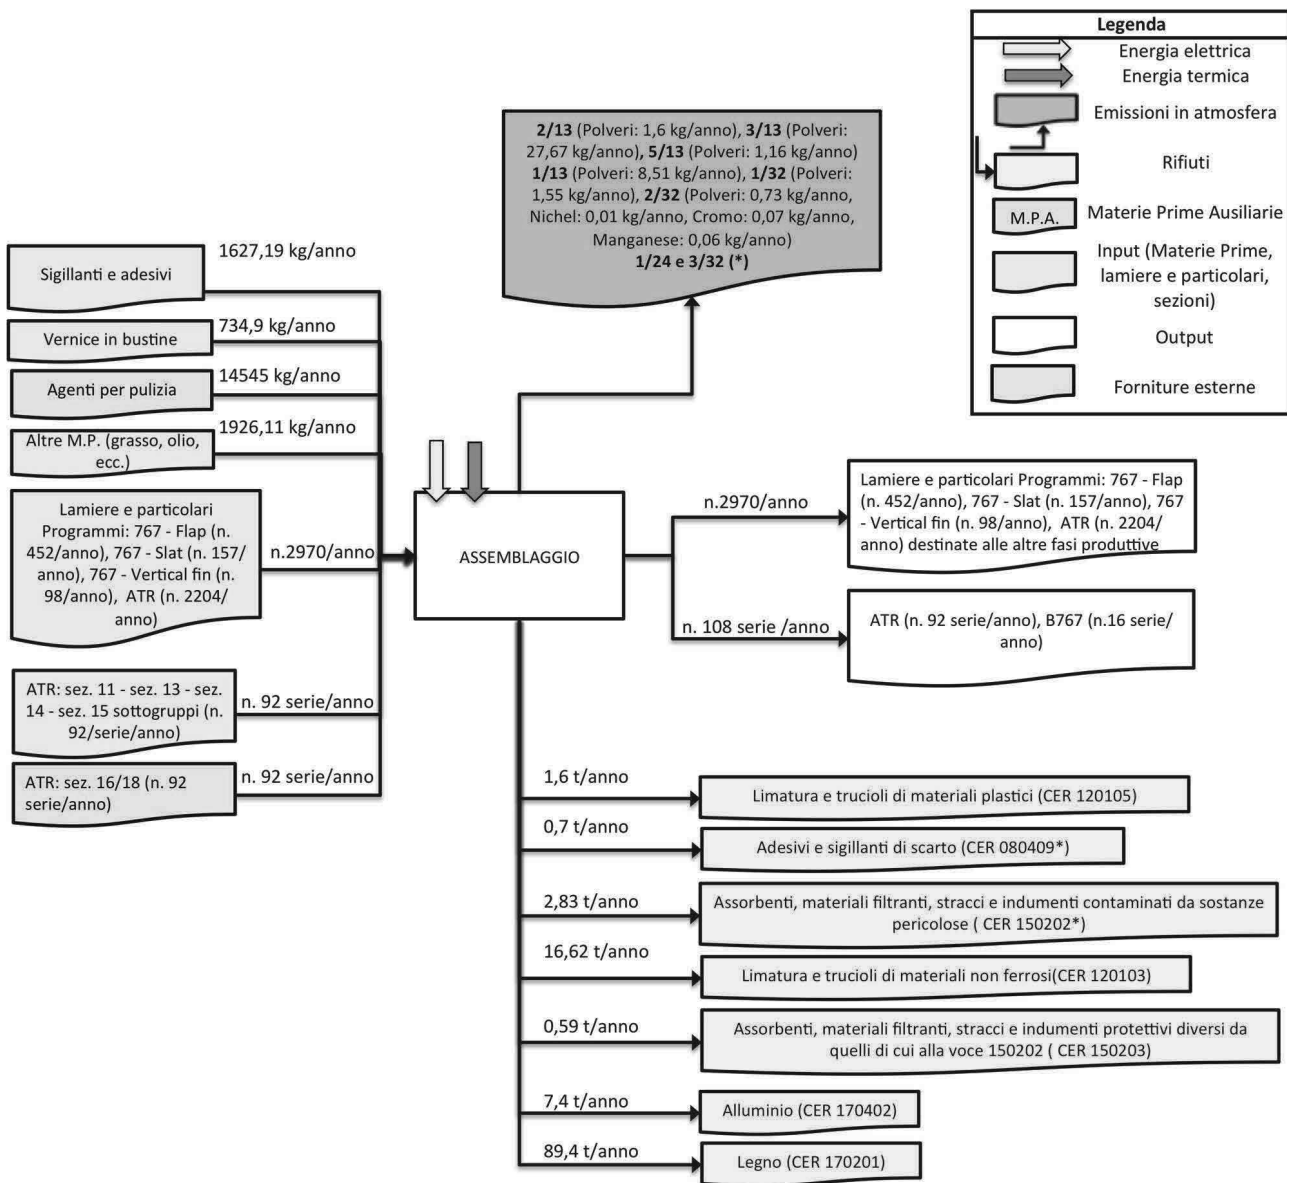 Legenda
Energia elettrica
Energia termica
Emissioni in atmosfera
Rifiuti
M.P.A.
Materie Prime Ausiliarie
Input (Materie Prime,
lamiere e particolari,
sezioni)
Output
Forniture esterne
2/13 (Polveri: 1,6 kg/anno), 3/13 (Polveri:
27,67 kg/anno), 5/13 (Polveri: 1,16 kg/anno)
1/13 (Polveri: 8,51 kg/anno), 1/32 (Polveri:
1,55 kg/anno), 2/32 (Polveri: 0,73 kg/anno,
Nichel: 0,01 kg/anno, Cromo: 0,07 kg/anno,
Manganese: 0,06 kg/anno)
1/24 e 3/32 (*)
Sigillanti e adesivi
1627,19 kg/anno
Vernice in bustine
734,9 kg/anno
Agenti per pulizia
14545 kg/anno
Altre M.P. (grasso, olio,
ecc.)
1926,11 kg/anno
Lamiere e particolari
Programmi: 767 - Flap (n.
452/anno), 767 - Slat (n. 157/
anno), 767 - Vertical fin (n.
98/anno), ATR (n. 2204/
anno)
n.2970/anno
ATR: sez. 11 - sez. 13 - sez.
14 - sez. 15 sottogruppi (n.
92/serie/anno)
n. 92 serie/anno
ATR: sez. 16/18 (n. 92
serie/anno)
n. 92 serie/anno
ASSEMBLAGGIO
n.2970/anno
Lamiere e particolari Programmi: 767 - Flap
(n. 452/anno), 767 - Slat (n. 157/anno), 767
- Vertical fin (n. 98/anno), ATR (n. 2204/
anno) destinate alle altre fasi produttive
n. 108 serie /anno
ATR (n. 92 serie/anno), B767 (n.16 serie/
anno)
1,6 t/anno
Limatura e trucioli di materiali plastici (CER 120105)
0,7 t/anno
Adesivi e sigillanti di scarto (CER 080409*)
2,83 t/anno
Assorbenti, materiali filtranti, stracci e indumenti contaminati da sostanze
pericolose ( CER 150202*)
16,62 t/anno
Limatura e trucioli di materiali non ferrosi(CER 120103)
0,59 t/anno
Assorbenti, materiali filtranti, stracci e indumenti protettivi diversi da
quelli di cui alla voce 150202 ( CER 150203)
7,4 t/anno
Alluminio (CER 170402)
89,4 t/anno
Legno (CER 170201)